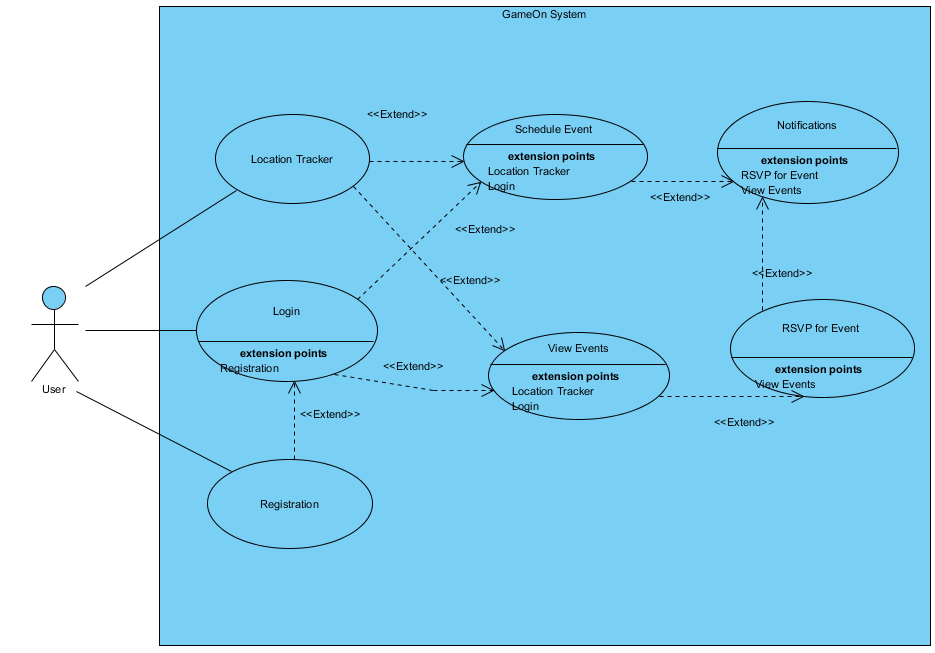 GameOn System
<<Extend>>
Location Tracker
Schedule Event
extension points
Location Tracker
Login
Notifications
extension points
RSVP for Event
View Events
<<Extend>>
<<Extend>>
<<Extend>>
<<Extend>>
Login
extension points
Registration
<<Extend>>
View Events
extension points
Location Tracker
Login
RSVP for Event
extension points
View Events
User
<<Extend>>
<<Extend>>
Registration